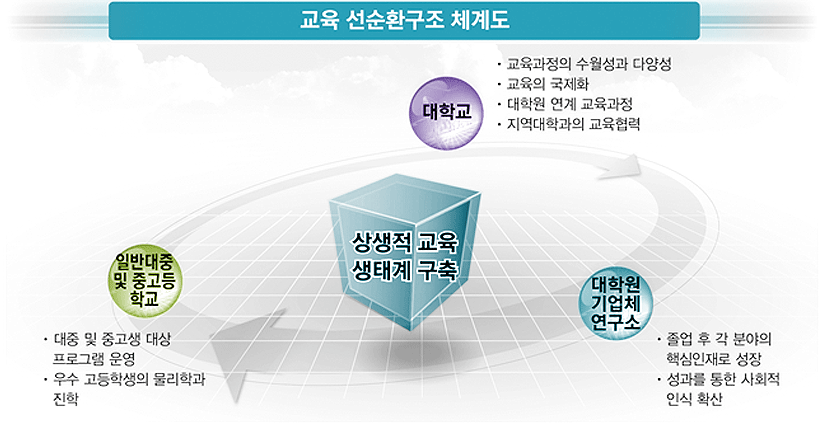 교육 선순환구조 체계도
대학교
· 교육과정의 수월성과 다양성
· 교육의 국제화
· 대학원 연계 교육과정
· 지역대학과의 교육협력
상생적 교육
생태계 구축
일반대중
및 중고등
학교
· 대중 및 중고생 대상
프로그램 운영
· 우수 고등학생의 물리학과
진학
대학원
기업체
연구소
· 졸업 후 각 분야의
핵심인재로 성장
· 성과를 통한 사회적
인식 확산